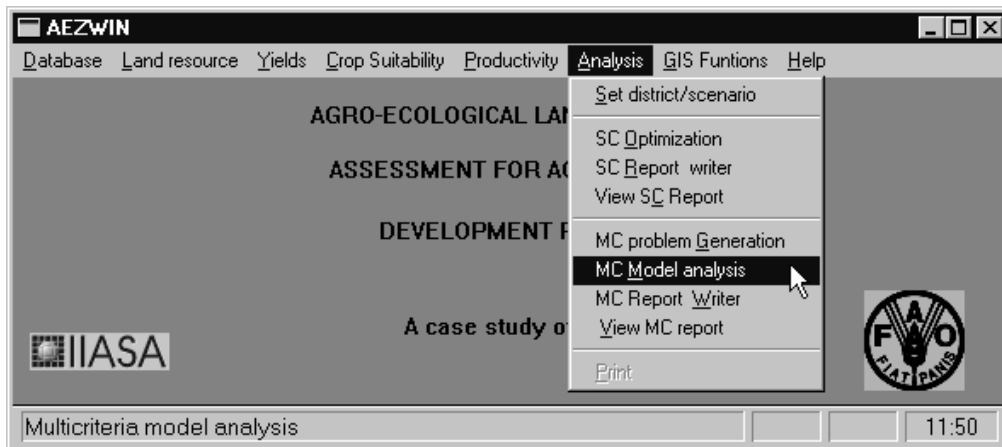 AEZWIN
Database Land resource Yields Crop Suitability Productivity Analysis GIS Funtions Help
Set district/scenario
AGRO-ECOLOGICAL LAN
SC Optimization
ASSESSMENT FOR AG
SC Report writer
View SC Report
DEVELOPMENT P
MC problem Generation
MC Model analysis
MC Report Writer
View MC report
A case study o
IIASA
FAO
FIAT PANIS
Print
Multicriteria model analysis
11:50